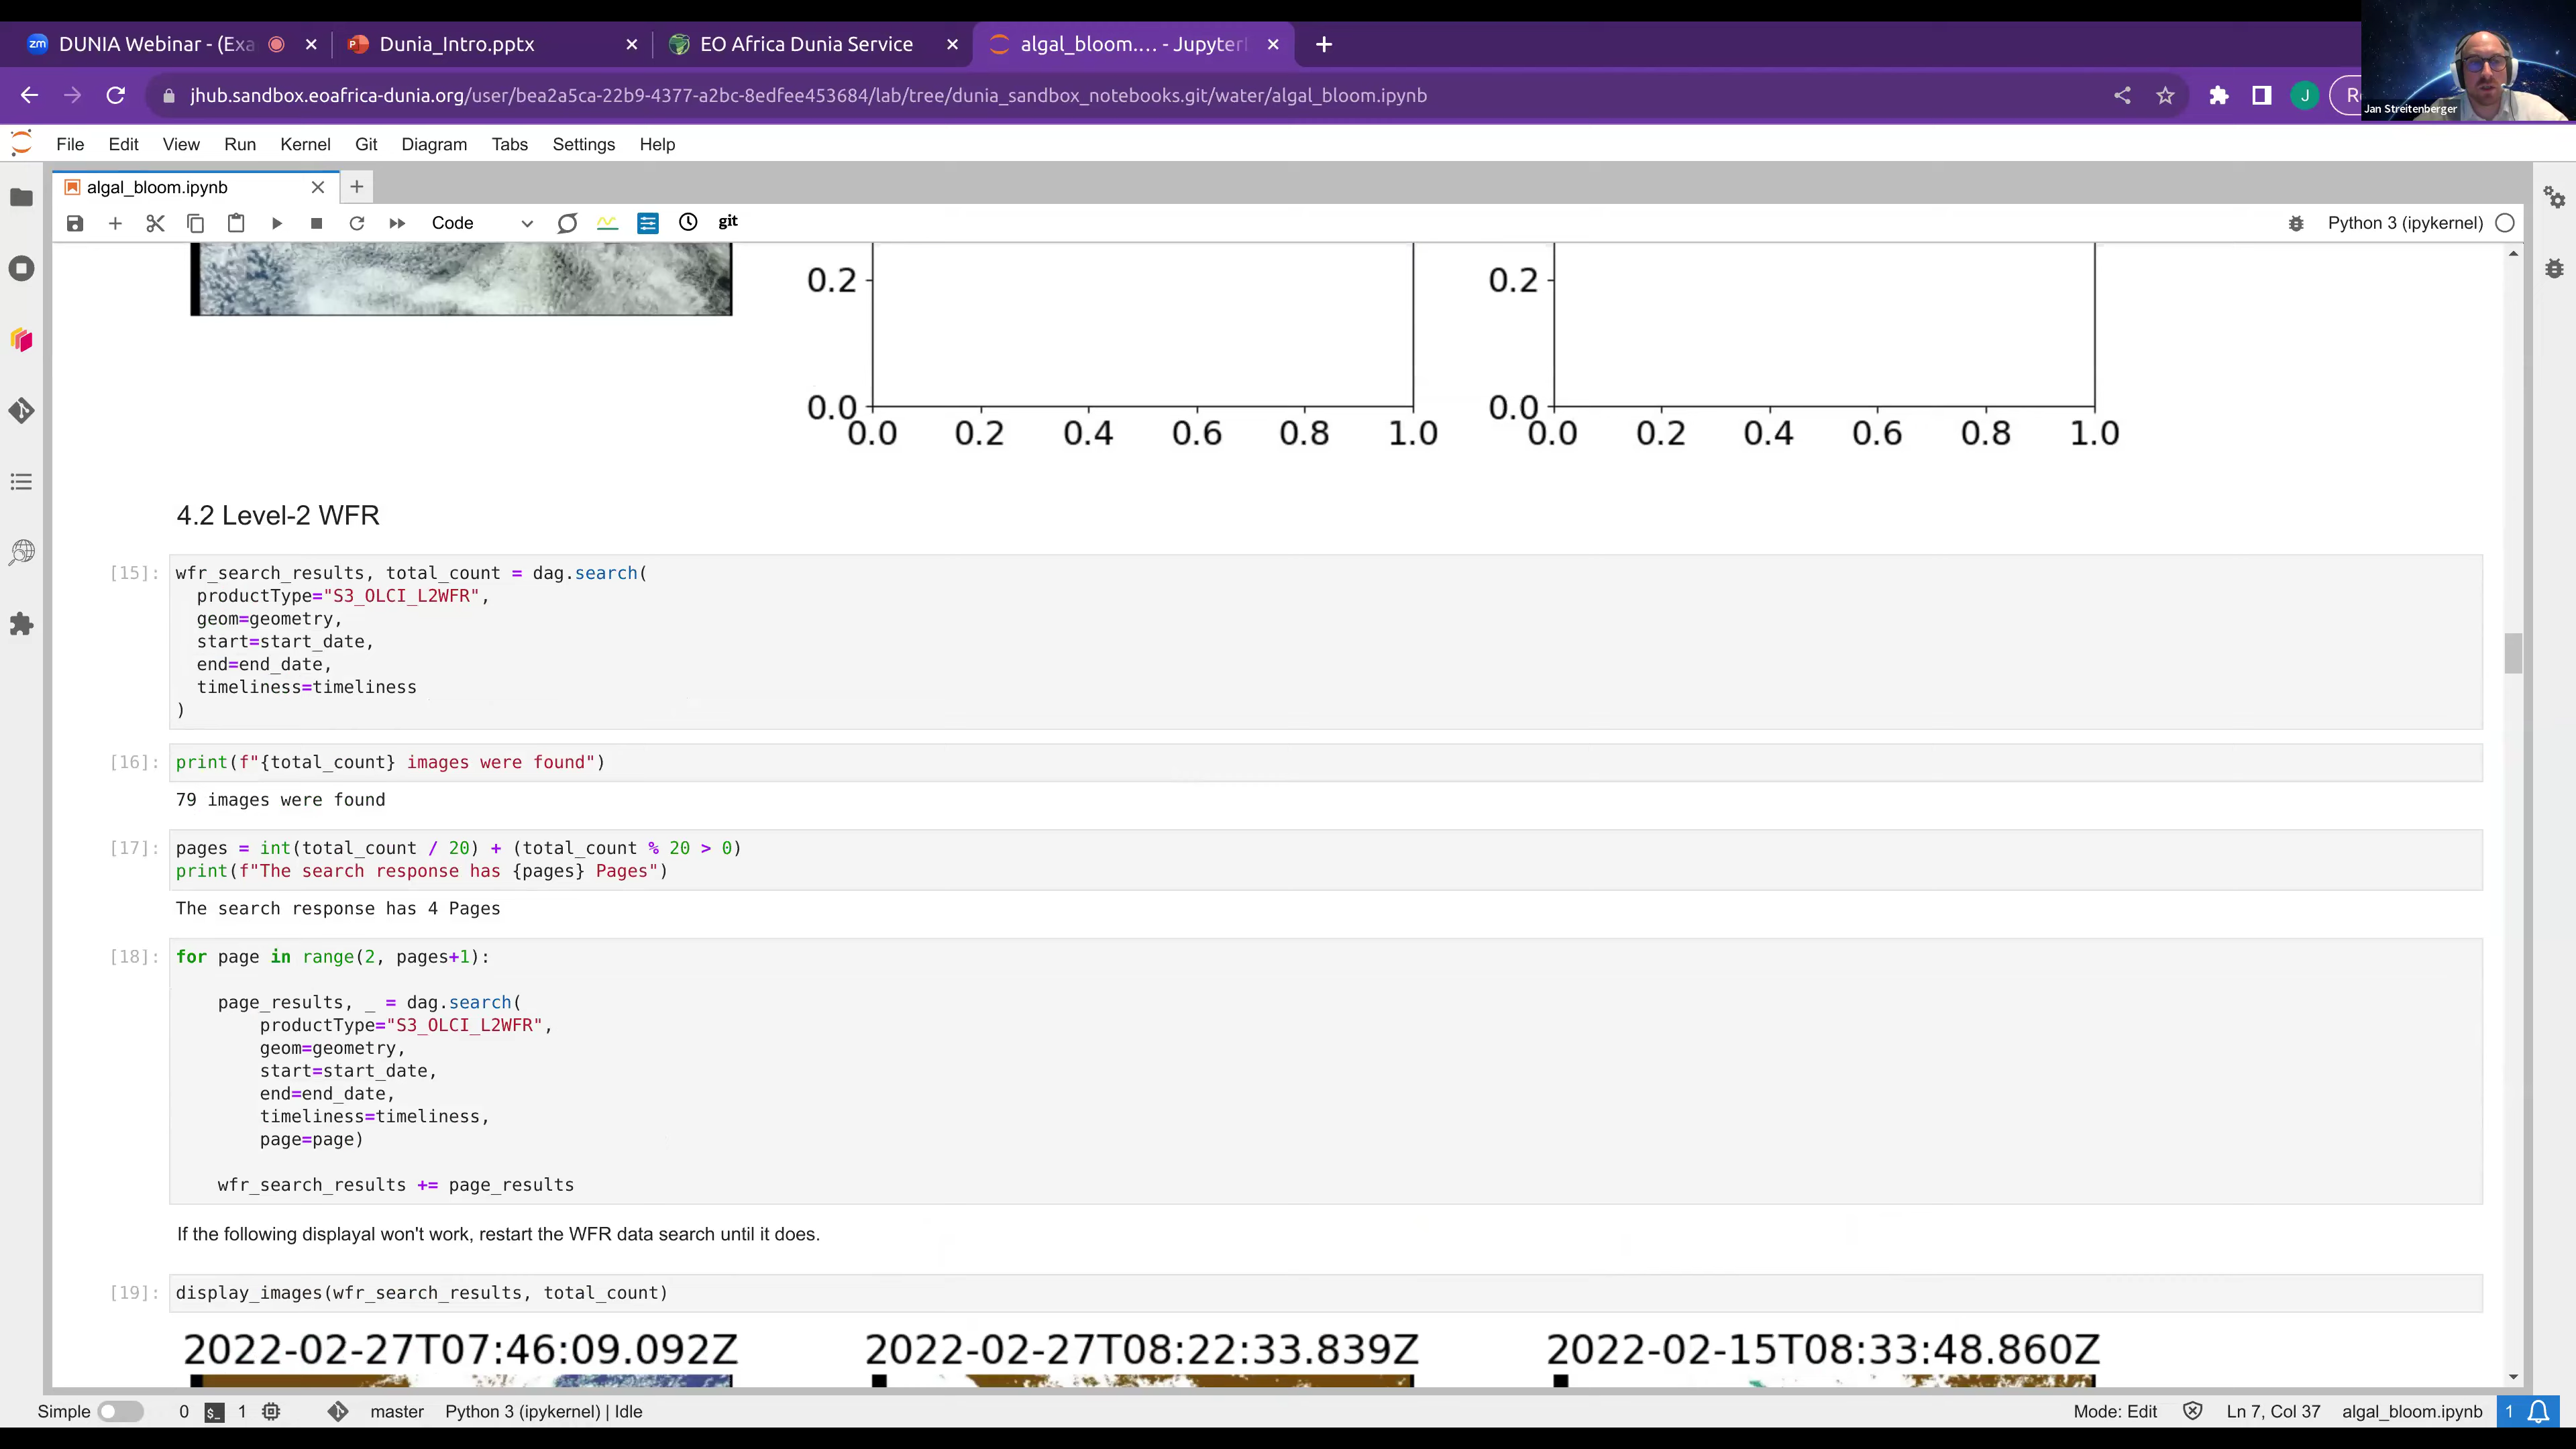 DUNIA Webinar - (Exa
Dunia_Intro.pptx
EO Africa Dunia Service
algal_bloom.... - Jupyter
jhub.sandbox.eoafrica-dunia.org/user/bea2a5ca-22b9-4377-a2bc-8edfee453684/lab/tree/dunia_sandbox_notebooks.git/water/algal_bloom.ipynb
J
Jan Streitenberger
File Edit View Run Kernel Git Diagram Tabs Settings Help
algal_bloom.ipynb
Code
git
Python 3 (ipykernel)
0.2 0.2
0.0 0.0
0.0 0.2 0.4 0.6 0.8 1.0 0.0 0.2 0.4 0.6 0.8 1.0
4.2 Level-2 WFR
[15]: wfr_search_results, total_count = dag.search(
productType="S3_OLCI_L2WFR",
geom=geometry,
start=start_date,
end=end_date,
timeliness=timeliness
)
[16]: print(f"{total_count} images were found")
79 images were found
[17]: pages = int(total_count / 20) + (total_count % 20 > 0)
print(f"The search response has {pages} Pages")
The search response has 4 Pages
[18]: for page in range(2, pages+1):
page_results, _ = dag.search(
productType="S3_OLCI_L2WFR",
geom=geometry,
start=start_date,
end=end_date,
timeliness=timeliness,
page=page)
wfr_search_results += page_results
If the following displayal won't work, restart the WFR data search until it does.
[19]: display_images(wfr_search_results, total_count)
2022-02-27T07:46:09.092Z 2022-02-27T08:22:33.839Z 2022-02-15T08:33:48.860Z
Simple 0 1 master Python 3 (ipykernel) | Idle Mode: Edit Ln 7, Col 37 algal_bloom.ipynb 1